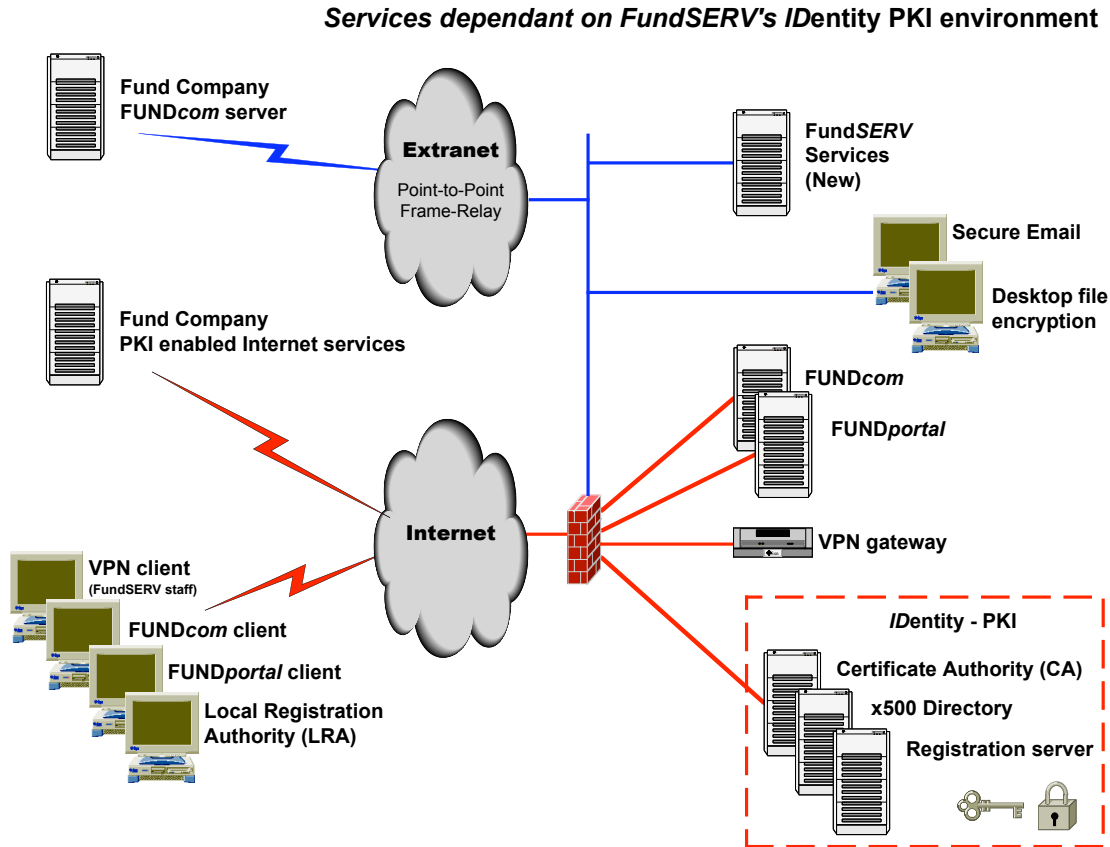 Services dependant on FundSERV's IDentity PKI environment
Fund Company
FUNDcom server
Extranet
Point-to-Point
Frame-Relay
FundSERV
Services
(New)
Secure Email
Desktop file
encryption
Fund Company
PKI enabled Internet services
FUNDcom
FUNDportal
Internet
VPN gateway
VPN client
(FundSERV staff)
FUNDcom client
FUNDportal client
Local Registration
Authority (LRA)
IDentity - PKI
Certificate Authority (CA)
x500 Directory
Registration server